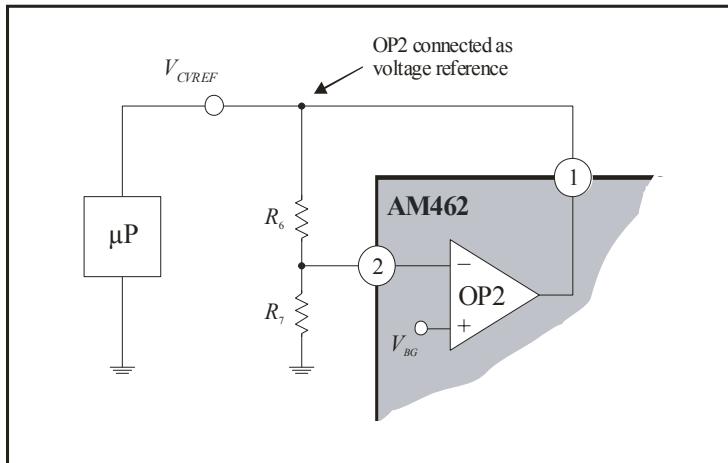 OP2 connected as
voltage reference
V_CVREF
1
AM462
R_6
µP
2
−
OP2
R_7
+
V_BG